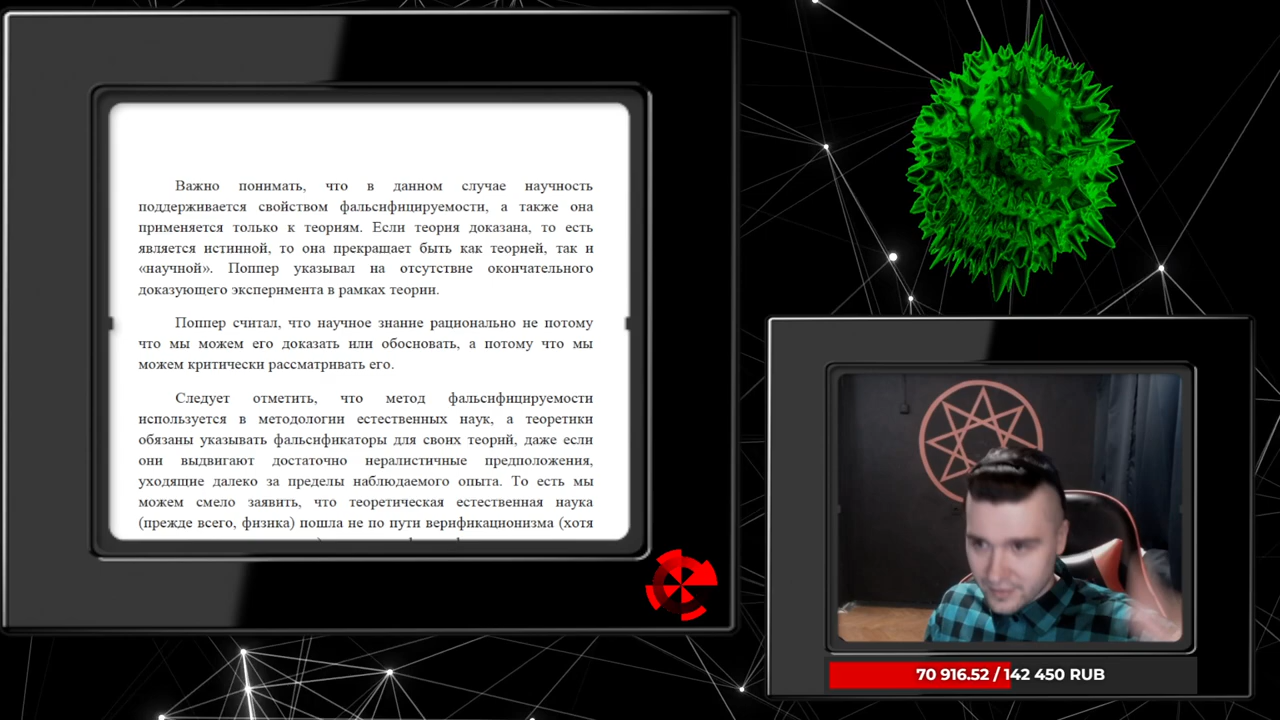 Важно понимать, что в данном случае научность
поддерживается свойством фальсифицируемости, а также она
применяется только к теориям. Если теория доказана, то есть
является истинной, то она прекращает быть как теорией, так и
«научной». Поппер указывал на отсутствие окончательного
доказующего эксперимента в рамках теории.
Поппер считал, что научное знание рационально не потому
что мы можем его доказать или обосновать, а потому что мы
можем критически рассматривать его.
Следует отметить, что метод фальсифицируемости
используется в методологии естественных наук, а теоретики
обязаны указывать фальсификаторы для своих теорий, даже если
они выдвигают достаточно нералистичные предположения,
уходящие далеко за пределы наблюдаемого опыта. То есть мы
можем смело заявить, что теоретическая естественная наука
(прежде всего, физика) пошла не по пути верификационизма (хотя
70 916.52 / 142 450 RUB